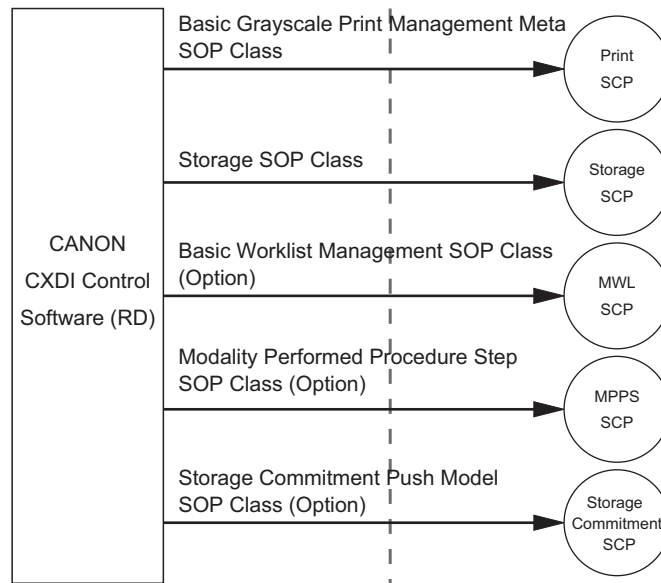 Basic Grayscale Print Management Meta
SOP Class
Print
SCP
Storage SOP Class
Storage
SCP
CANON
CXDI Control
Software (RD)
Basic Worklist Management SOP Class
(Option)
MWL
SCP
Modality Performed Procedure Step
SOP Class (Option)
MPPS
SCP
Storage Commitment Push Model
SOP Class (Option)
Storage
Commitment
SCP